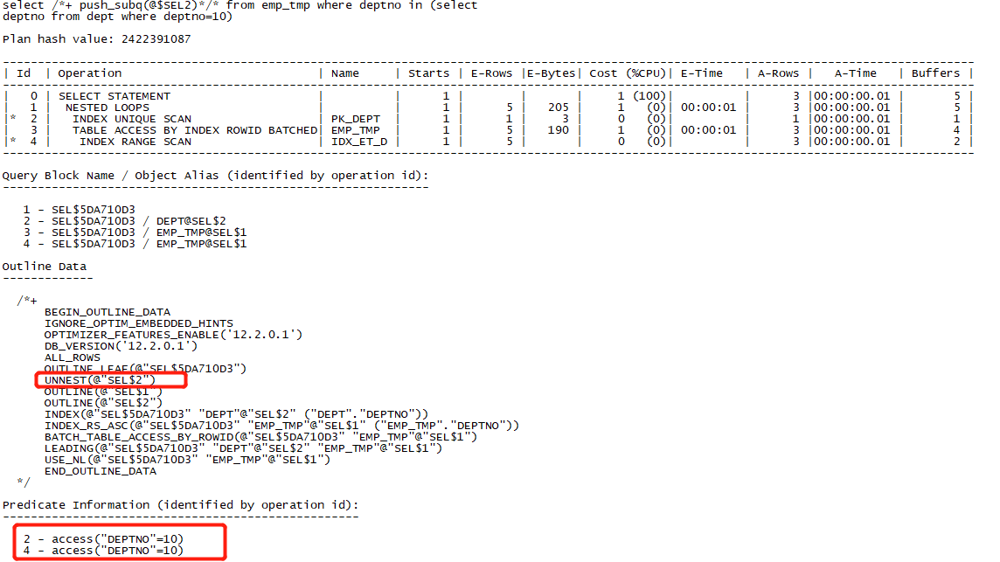 select /*+ push_subq(@$SEL2)*/* from emp_tmp where deptno in (select
deptno from dept where deptno=10)
Plan hash value: 2422391087
--------------------------------------------------------------------------------------------------------------------------------------
| Id  | Operation                            | Name     | Starts | E-Rows |E-Bytes| Cost (%CPU)| E-Time   | A-Rows |   A-Time   | Buffers |
--------------------------------------------------------------------------------------------------------------------------------------
|   0 | SELECT STATEMENT                     |          |      1 |        |       |     1 (100)|          |      3 |00:00:00.01 |       5 |
|   1 |  NESTED LOOPS                        |          |      1 |      5 |   205 |     1   (0)| 00:00:01 |      3 |00:00:00.01 |       5 |
|*  2 |   INDEX UNIQUE SCAN                  | PK_DEPT  |      1 |      1 |     3 |     0   (0)|          |      1 |00:00:00.01 |       1 |
|   3 |   TABLE ACCESS BY INDEX ROWID BATCHED| EMP_TMP  |      1 |      5 |   190 |     1   (0)| 00:00:01 |      3 |00:00:00.01 |       4 |
|*  4 |    INDEX RANGE SCAN                  | IDX_ET_D |      1 |      5 |       |     0   (0)|          |      3 |00:00:00.01 |       2 |
--------------------------------------------------------------------------------------------------------------------------------------
Query Block Name / Object Alias (identified by operation id):
-------------------------------------------------------------
1 - SEL$5DA710D3
2 - SEL$5DA710D3 / DEPT@SEL$2
3 - SEL$5DA710D3 / EMP_TMP@SEL$1
4 - SEL$5DA710D3 / EMP_TMP@SEL$1
Outline Data
-------------
/*+
BEGIN_OUTLINE_DATA
IGNORE_OPTIM_EMBEDDED_HINTS
OPTIMIZER_FEATURES_ENABLE('12.2.0.1')
DB_VERSION('12.2.0.1')
ALL_ROWS
OUTLINE_LEAF(@"SEL$5DA710D3")
UNNEST(@"SEL$2")
OUTLINE(@"SEL$1")
OUTLINE(@"SEL$2")
INDEX(@"SEL$5DA710D3" "DEPT"@"SEL$2" ("DEPT"."DEPTNO"))
INDEX_RS_ASC(@"SEL$5DA710D3" "EMP_TMP"@"SEL$1" ("EMP_TMP"."DEPTNO"))
BATCH_TABLE_ACCESS_BY_ROWID(@"SEL$5DA710D3" "EMP_TMP"@"SEL$1")
LEADING(@"SEL$5DA710D3" "DEPT"@"SEL$2" "EMP_TMP"@"SEL$1")
USE_NL(@"SEL$5DA710D3" "EMP_TMP"@"SEL$1")
END_OUTLINE_DATA
*/
Predicate Information (identified by operation id):
---------------------------------------------------
2 - access("DEPTNO"=10)
4 - access("DEPTNO"=10)